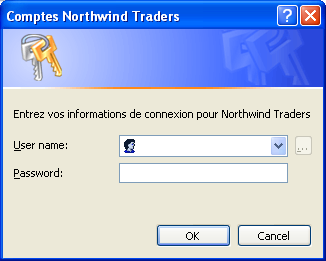 Comptes Northwind Traders
Entrez vos informations de connexion pour Northwind Traders
User name:
...
Password:
OK
Cancel